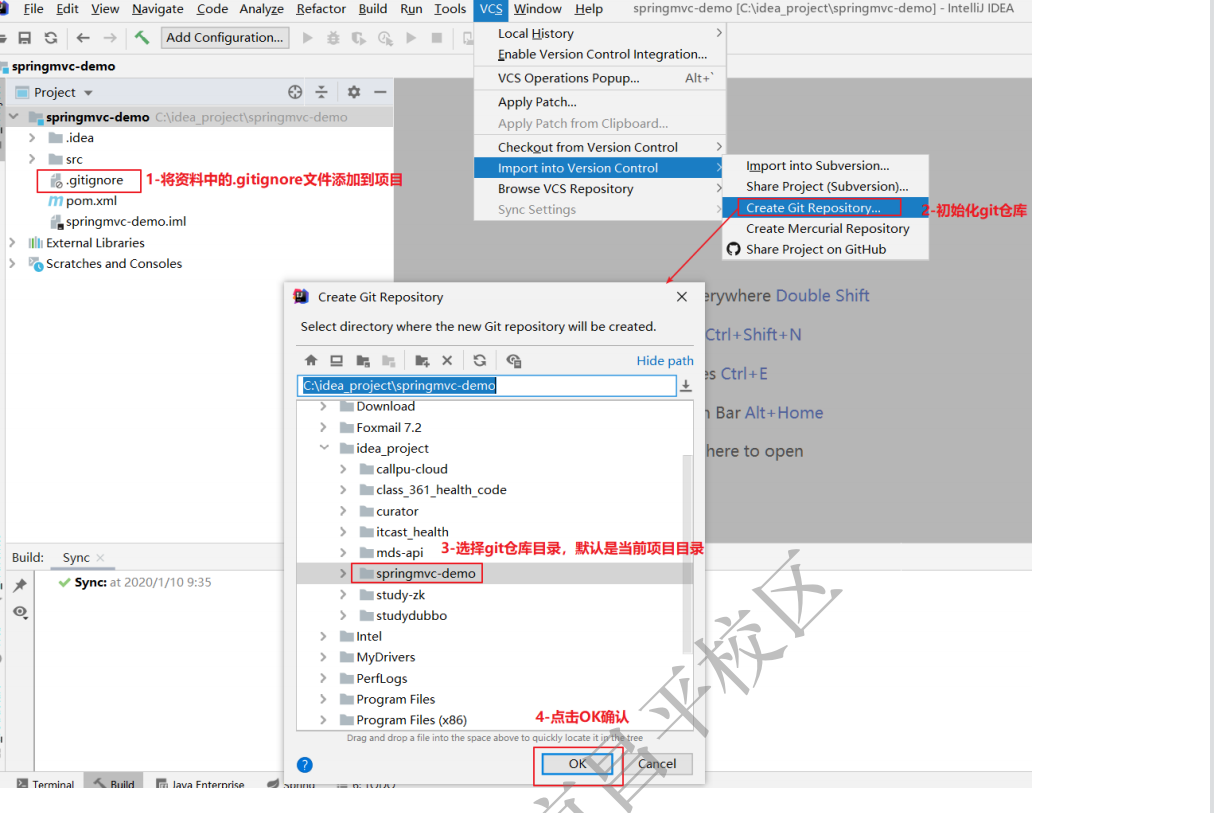 File Edit View Navigate Code Analyze Refactor Build Run Tools VCS Window Help springmvc-demo [C:\idea_project\springmvc-demo] - IntelliJ IDEA
Add Configuration...
springmvc-demo
Project
springmvc-demo C:\idea_project\springmvc-demo
.idea
src
.gitignore 1-将资料中的.gitignore文件添加到项目
pom.xml
springmvc-demo.iml
External Libraries
Scratches and Consoles
Local History
Enable Version Control Integration...
VCS Operations Popup... Alt+`
Apply Patch...
Apply Patch from Clipboard...
Checkout from Version Control
Import into Version Control
Browse VCS Repository
Sync Settings
Import into Subversion...
Share Project (Subversion)...
Create Git Repository... 2-初始化git仓库
Create Mercurial Repository
Share Project on GitHub
Double Shift
Ctrl+Shift+N
Ctrl+E
Bar Alt+Home
here to open
Create Git Repository
Select directory where the new Git repository will be created.
Hide path
C:\idea_project\springmvc-demo
Download
Foxmail 7.2
idea_project
callpu-cloud
class_361_health_code
curator
itcast_health
mds-api 3-选择git仓库目录，默认是当前项目目录
springmvc-demo
study-zk
studydubbo
Intel
MyDrivers
PerfLogs
Program Files
Program Files (x86)
4-点击OK确认
Drag and drop a file into the space above to quickly locate it in the tree
OK Cancel
Build: Sync
Sync: at 2020/1/10 9:35
Terminal Build Java Enterprise Spring 6: TODO
昌平校区